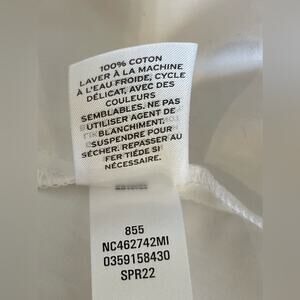 100% COTON
LAVER À LA MACHINE
À L'EAU FROIDE, CYCLE
DÉLICAT, AVEC DES
COULEURS
SEMBLABLES. NE PAS
UTILISER AGENT DE
BLANCHIMENT.
SUSPENDRE POUR
SÉCHER. REPASSER AU
FER TIÈDE SI
NÉCESSAIRE.
855
NC462742MI
0359158430
SPR22